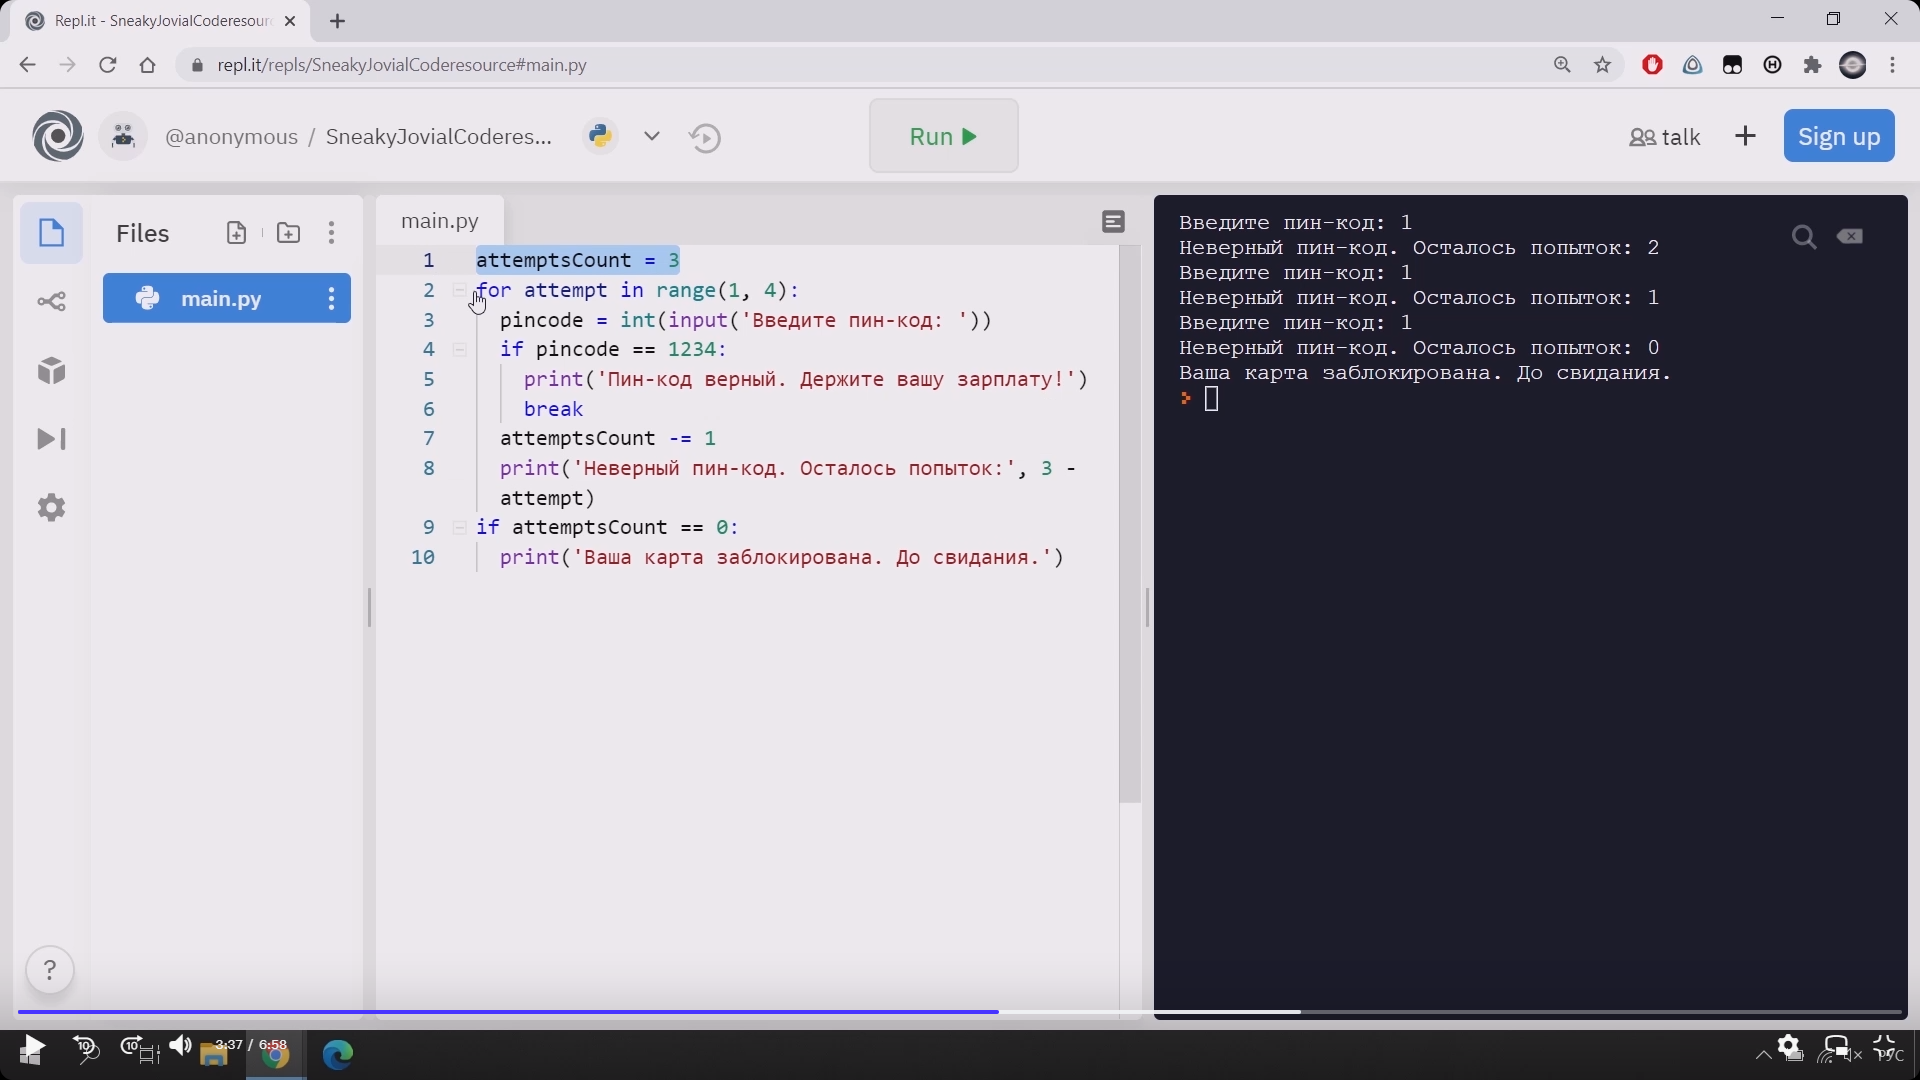 Repl.it - SneakyJovialCoderesour
repl.it/repls/SneakyJovialCoderesource#main.py
@anonymous / SneakyJovialCoderes...
Run
talk
Sign up
Files
main.py
main.py
1 attemptsCount = 3
2 for attempt in range(1, 4):
3 pincode = int(input('Введите пин-код: '))
4 if pincode == 1234:
5 print('Пин-код верный. Держите вашу зарплату!')
6 break
7 attemptsCount -= 1
8 print('Неверный пин-код. Осталось попыток:', 3 -
attempt)
9 if attemptsCount == 0:
10 print('Ваша карта заблокирована. До свидания.')
Введите пин-код: 1
Неверный пин-код. Осталось попыток: 2
Введите пин-код: 1
Неверный пин-код. Осталось попыток: 1
Введите пин-код: 1
Неверный пин-код. Осталось попыток: 0
Ваша карта заблокирована. До свидания.
?
10
10
3:37 / 6:58
РУС